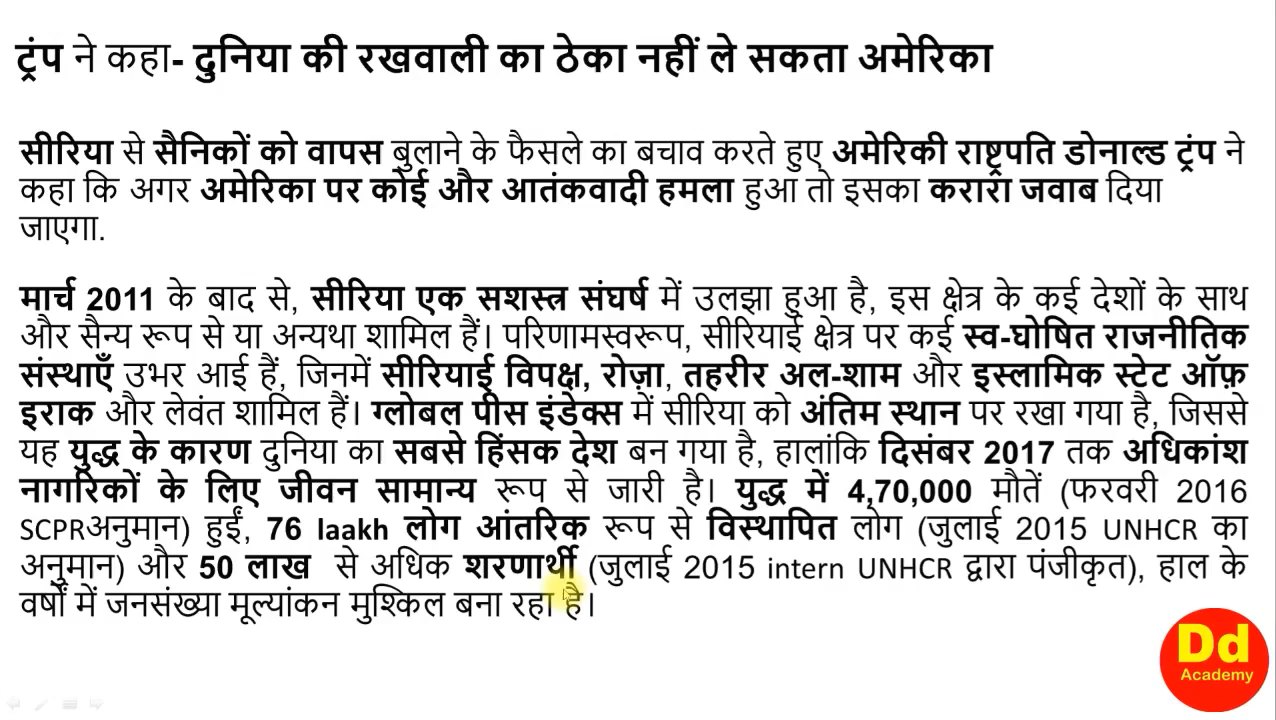 ट्रंप ने कहा- दुनिया की रखवाली का ठेका नहीं ले सकता अमेरिका
सीरिया से सैनिकों को वापस बुलाने के फैसले का बचाव करते हुए अमेरिकी राष्ट्रपति डोनाल्ड ट्रंप ने
कहा कि अगर अमेरिका पर कोई और आतंकवादी हमला हुआ तो इसका करारा जवाब दिया
जाएगा.
मार्च 2011 के बाद से, सीरिया एक सशस्त्र संघर्ष में उलझा हुआ है, इस क्षेत्र के कई देशों के साथ
और सैन्य रूप से या अन्यथा शामिल हैं। परिणामस्वरूप, सीरियाई क्षेत्र पर कई स्व-घोषित राजनीतिक
संस्थाएँ उभर आई हैं, जिनमें सीरियाई विपक्ष, रोज़ा, तहरीर अल-शाम और इस्लामिक स्टेट ऑफ़
इराक और लेवंत शामिल हैं। ग्लोबल पीस इंडेक्स में सीरिया को अंतिम स्थान पर रखा गया है, जिससे
यह युद्ध के कारण दुनिया का सबसे हिंसक देश बन गया है, हालांकि दिसंबर 2017 तक अधिकांश
नागरिकों के लिए जीवन सामान्य रूप से जारी है। युद्ध में 4,70,000 मौतें (फरवरी 2016
SCPRअनुमान) हुईं, 76 laakh लोग आंतरिक रूप से विस्थापित लोग (जुलाई 2015 UNHCR का
अनुमान) और 50 लाख से अधिक शरणार्थी (जुलाई 2015 intern UNHCR द्वारा पंजीकृत), हाल के
वर्षों में जनसंख्या मूल्यांकन मुश्किल बना रहा है।
Dd
Academy